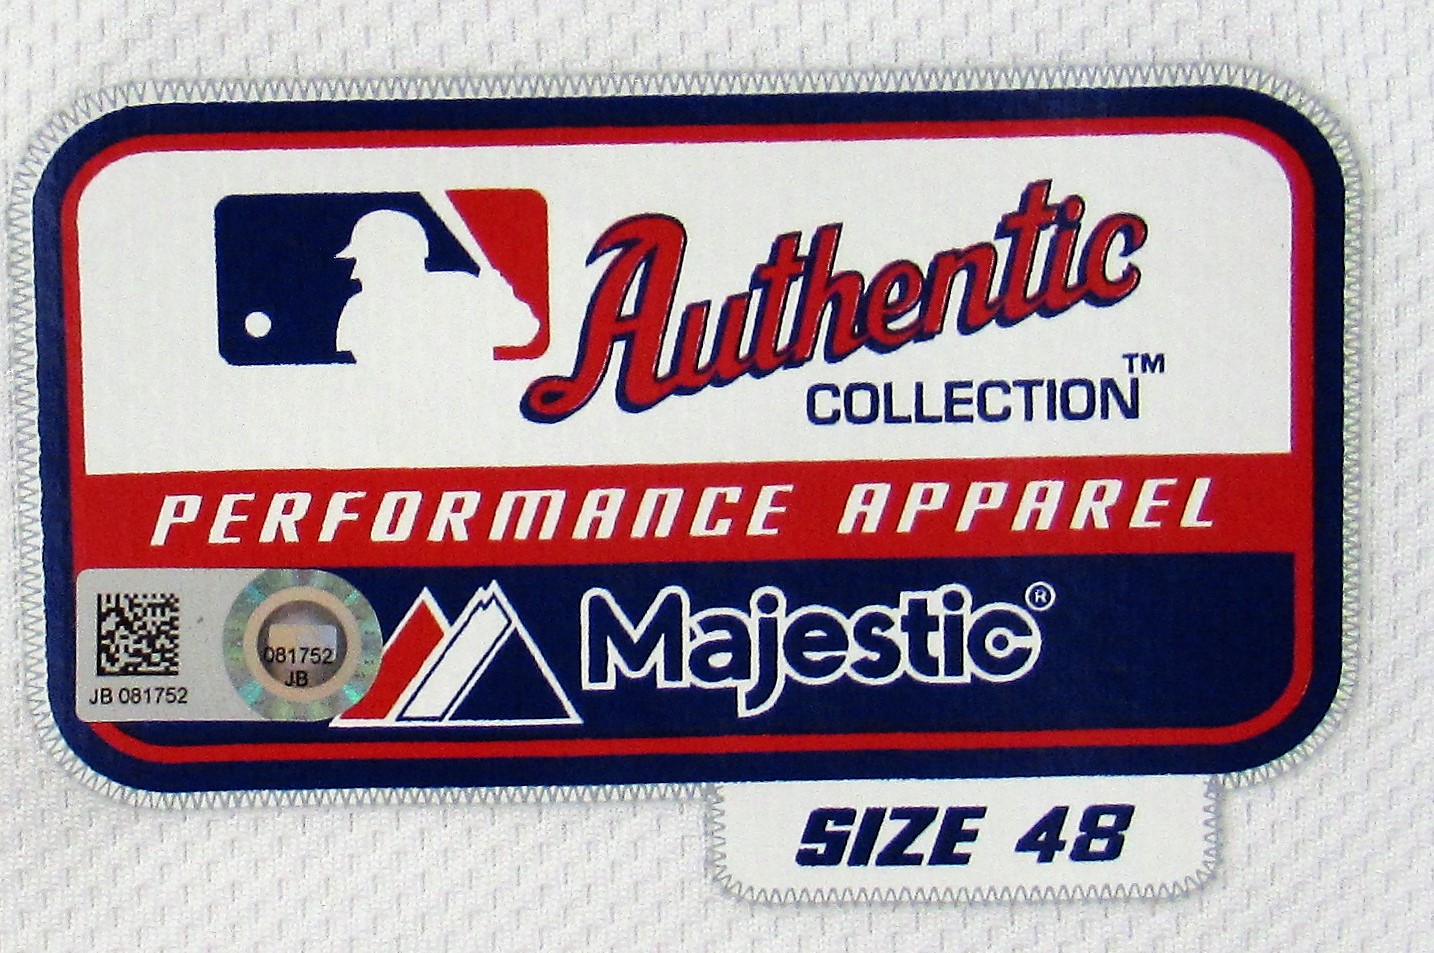 Authentic
COLLECTION™
PERFORMANCE APPAREL
Majestic®
081752
JB
JB 081752
SIZE 48